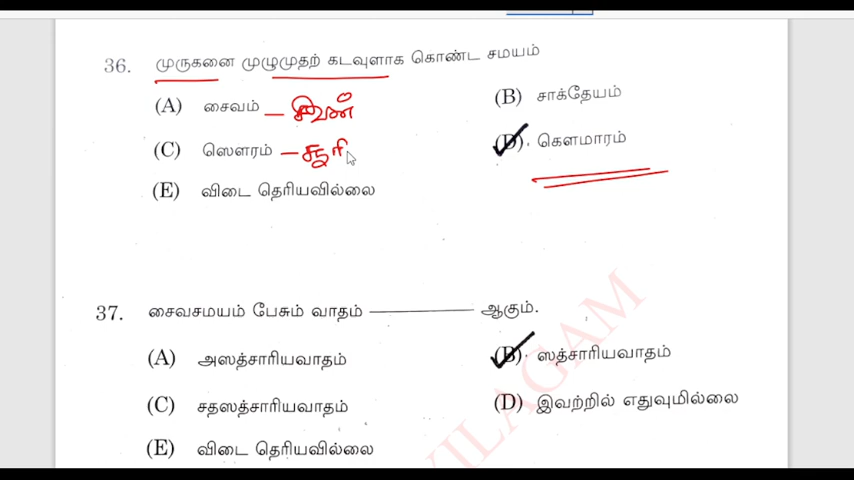 36. முருகனை முழுமுதற் கடவுளாக கொண்ட சமயம்
(A) சைவம் – சிவன்
(B) சாக்தேயம்
(C) ஸௌரம் – சூரி
(D) கௌமாரம்
(E) விடை தெரியவில்லை
37. சைவசமயம் பேசும் வாதம் ———— ஆகும்.
(A) அஸத்சாரியவாதம்
(B) ஸத்சாரியவாதம்
(C) சதஸத்சாரியவாதம்
(D) இவற்றில் எதுவுமில்லை
(E) விடை தெரியவில்லை